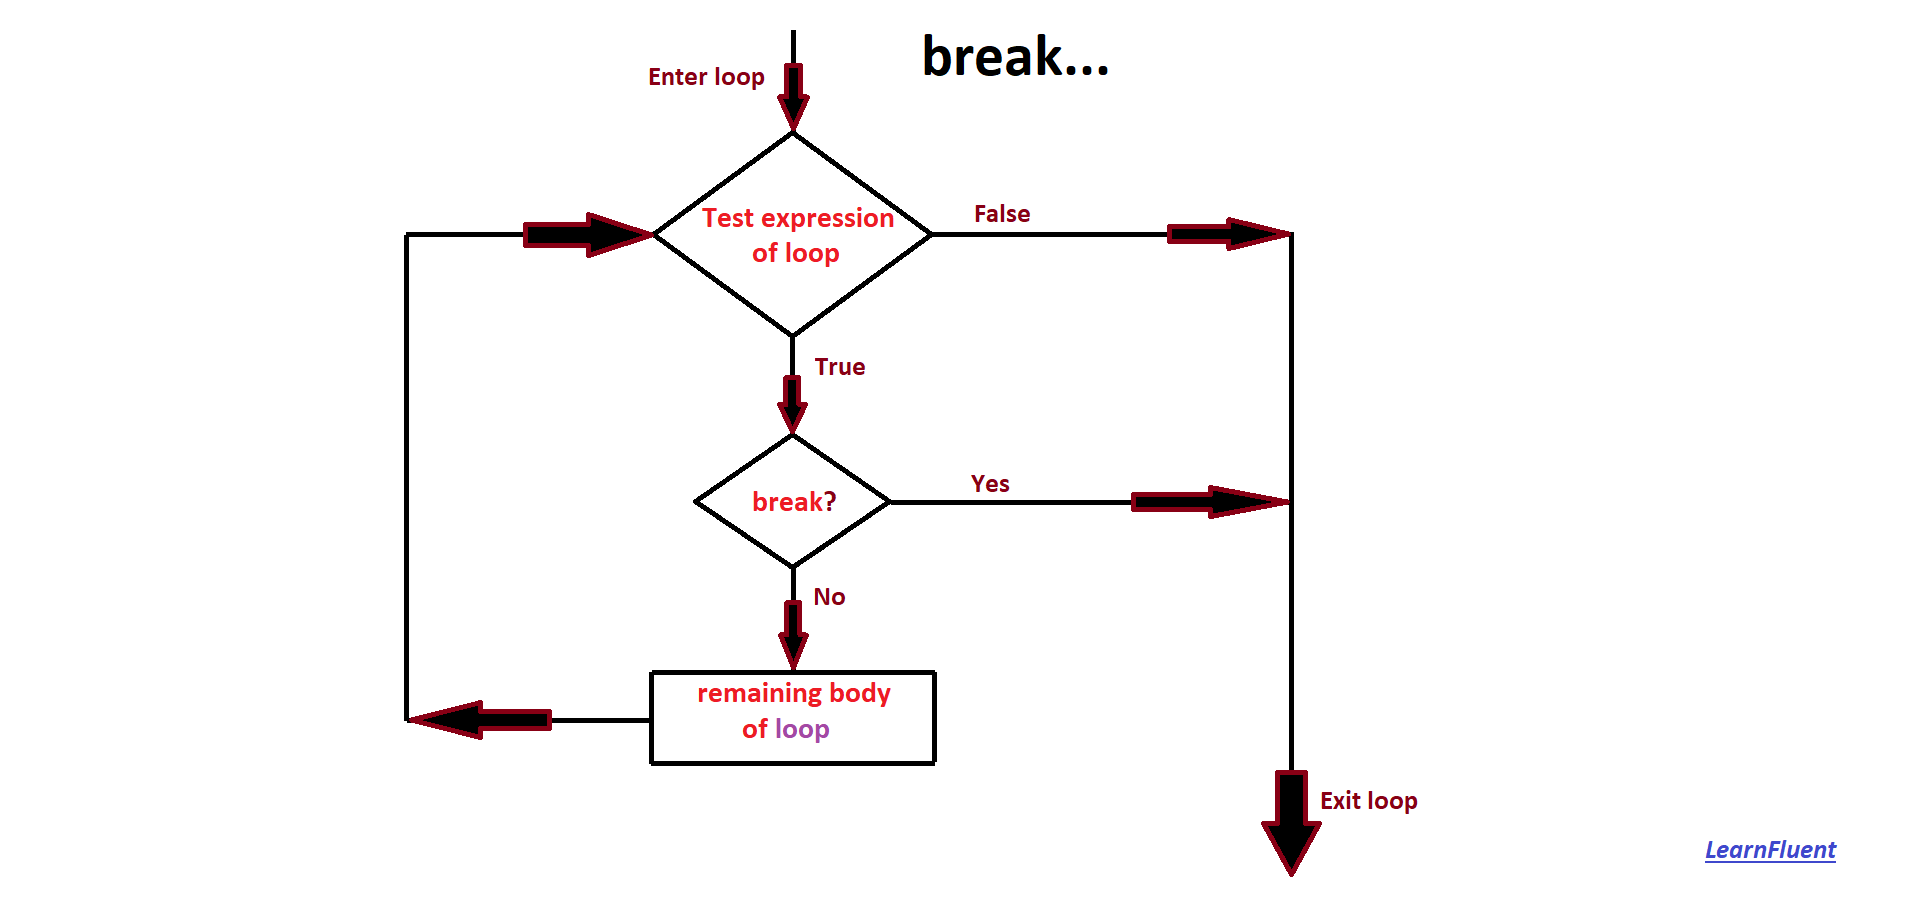 break...
Enter loop
Test expression
of loop
False
True
break?
Yes
No
remaining body
of loop
Exit loop
LearnFluent